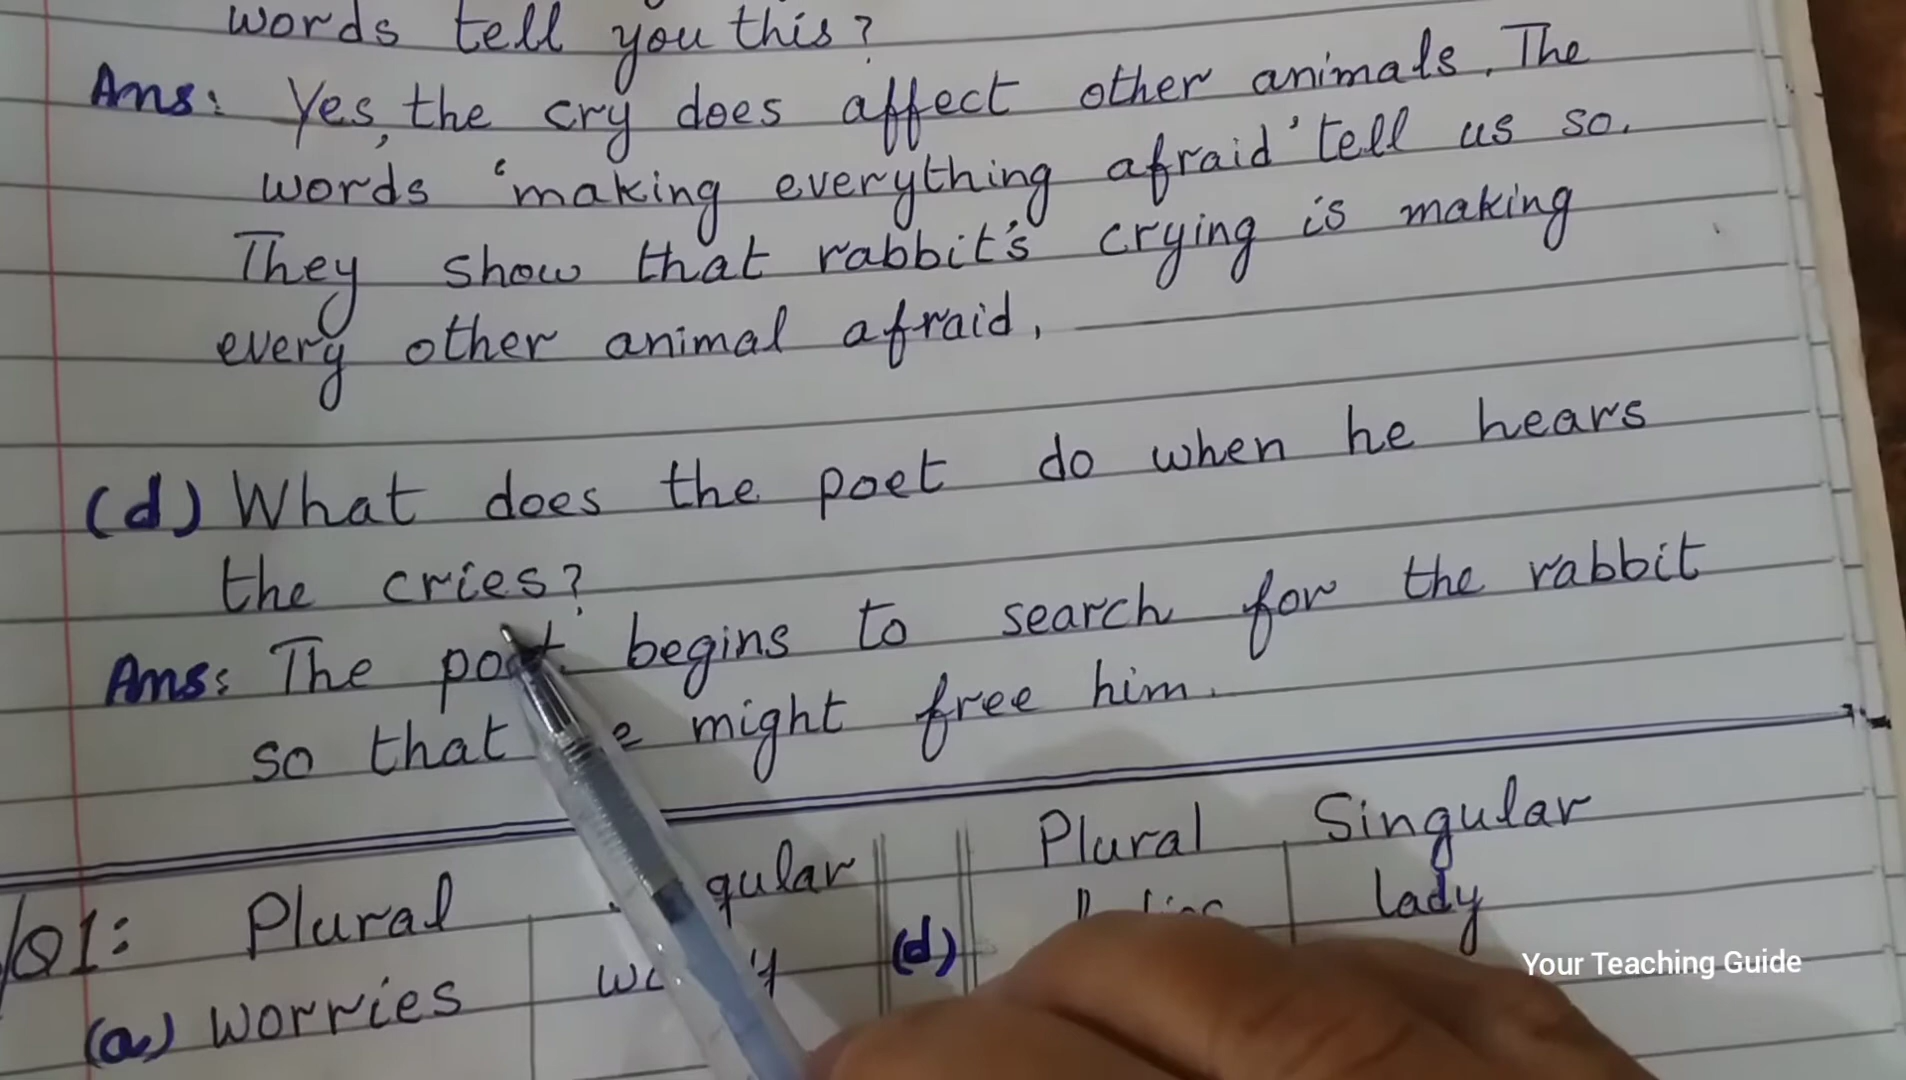 words tell you this?
Ans: Yes, the cry does affect other animals. The
words 'making everything afraid' tell us so.
They show that rabbit's crying is making
every other animal afraid.
(d) What does the poet do when he hears
the cries?
Ans: The begins to search for the rabbit
so that might free him.
Q1: Plural Plural Singular
(a) worries (d) lady
Your Teaching Guide